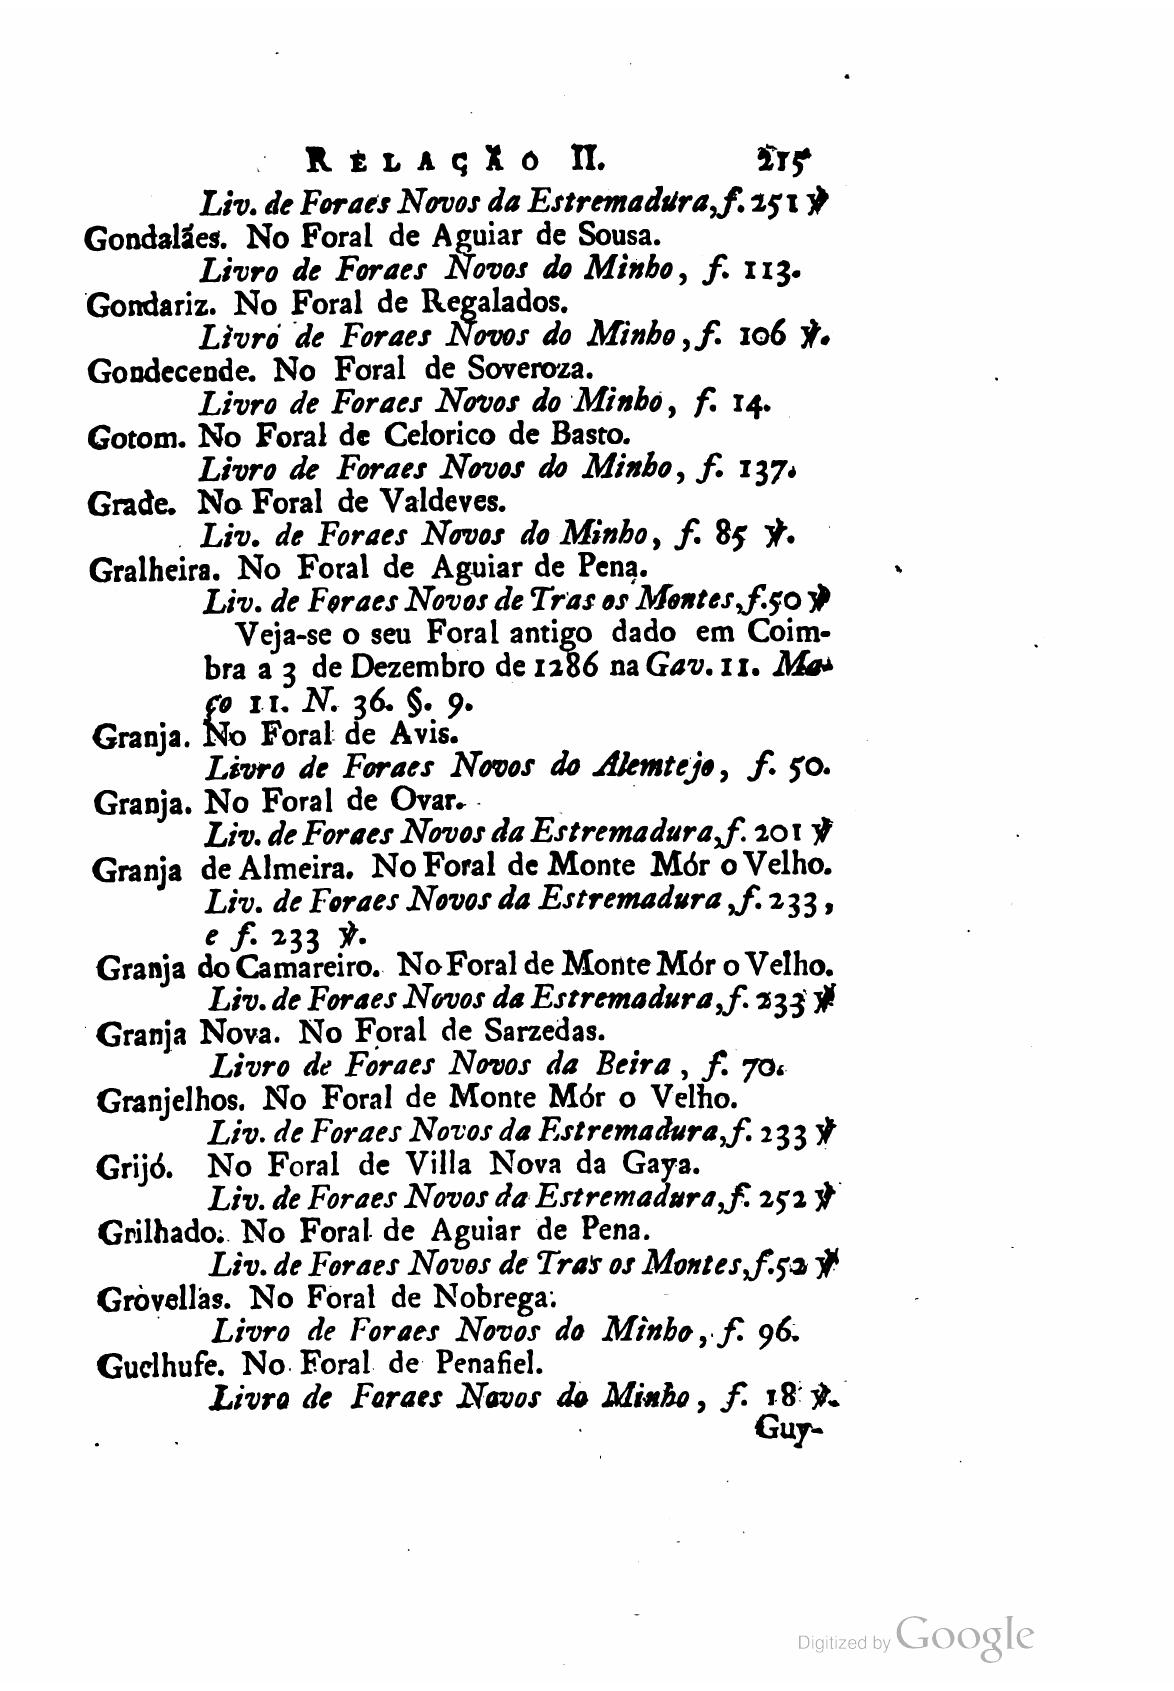 RELAÇÃO II. 215
Liv. de Foraes Novos da Estremadura, f. 251 ℣
Gondalães. No Foral de Aguiar de Sousa.
Livro de Foraes Novos do Minho, f. 113.
Gondariz. No Foral de Regalados.
Livro de Foraes Novos do Minho, f. 106 ℣.
Gondecende. No Foral de Soveroza.
Livro de Foraes Novos do Minho, f. 14.
Gotom. No Foral de Celorico de Basto.
Livro de Foraes Novos do Minho, f. 137.
Grade. No Foral de Valdeves.
Liv. de Foraes Novos do Minho, f. 85 ℣.
Gralheira. No Foral de Aguiar de Pena.
Liv. de Foraes Novos de Tras os Montes, f. 50 ℣
Veja-se o seu Foral antigo dado em Coim-
bra a 3 de Dezembro de 1286 na Gav. 11. Ma-
ço 11. N. 36. §. 9.
Granja. No Foral de Avis.
Livro de Foraes Novos do Alemtejo, f. 50.
Granja. No Foral de Ovar.
Liv. de Foraes Novos da Estremadura, f. 201 ℣
Granja de Almeira. No Foral de Monte Mór o Velho.
Liv. de Foraes Novos da Estremadura, f. 233,
e f. 233 ℣.
Granja do Camareiro. No Foral de Monte Mór o Velho.
Liv. de Foraes Novos da Estremadura, f. 233 ℣
Granja Nova. No Foral de Sarzedas.
Livro de Foraes Novos da Beira, f. 70.
Granjelhos. No Foral de Monte Mór o Velho.
Liv. de Foraes Novos da Estremadura, f. 233 ℣
Grijó. No Foral de Villa Nova da Gaya.
Liv. de Foraes Novos da Estremadura, f. 252 ℣
Grilhado. No Foral de Aguiar de Pena.
Liv. de Foraes Novos de Tras os Montes, f. 52 ℣
Grovellas. No Foral de Nobrega.
Livro de Foraes Novos do Minho, f. 96.
Guelhufe. No Foral de Penafiel.
Livro de Foraes Novos do Minho, f. 18 ℣.
Guy-
Digitized by Google